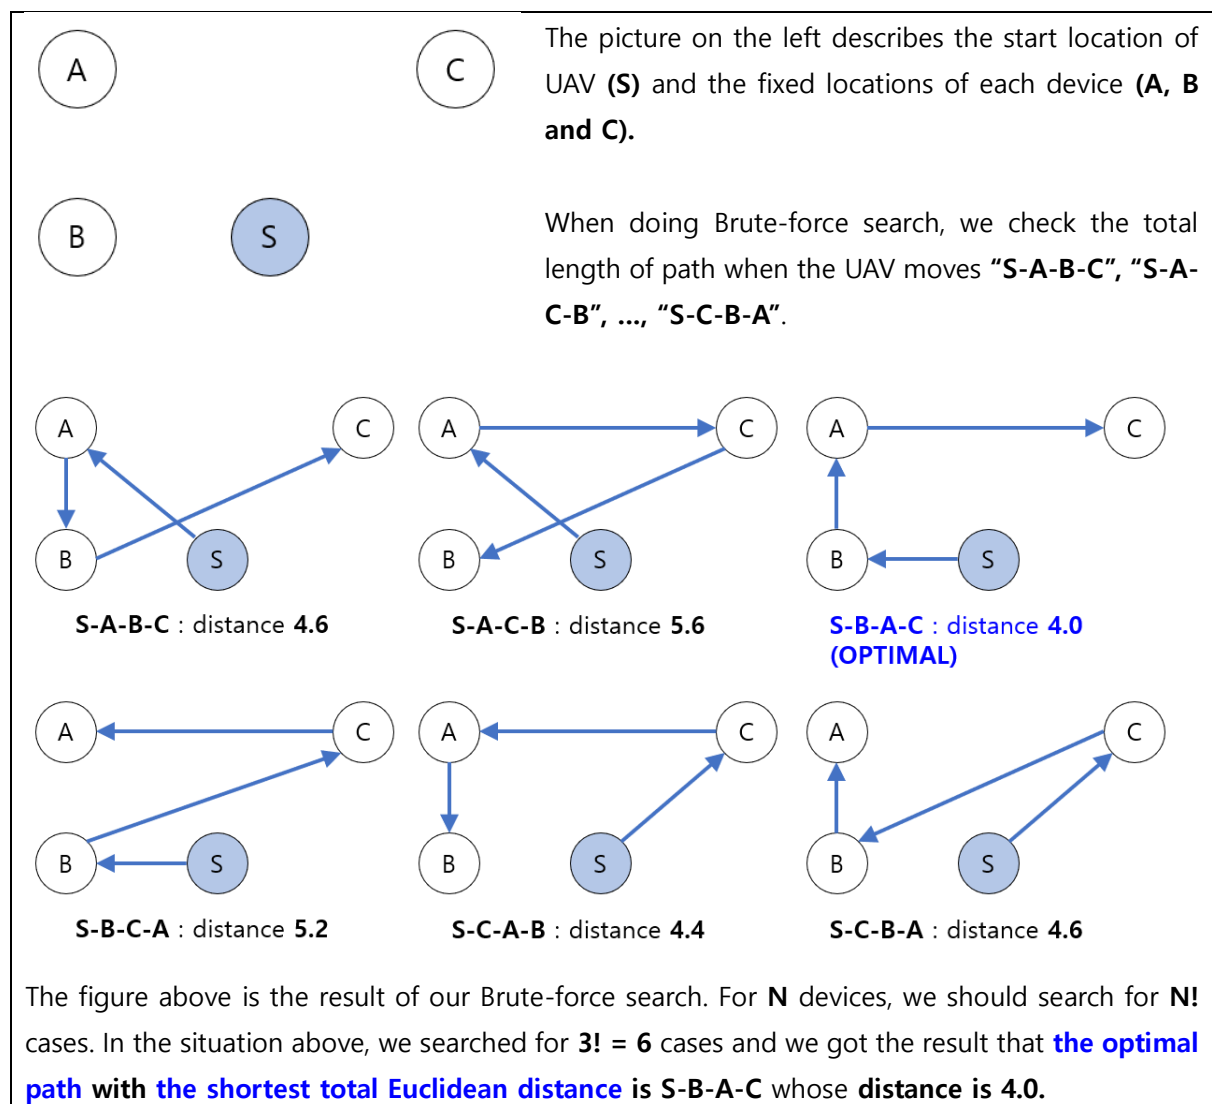 A
C
The picture on the left describes the start location of
UAV (S) and the fixed locations of each device (A, B
and C).
B
S
When doing Brute-force search, we check the total
length of path when the UAV moves “S-A-B-C”, “S-A-
C-B”, ..., “S-C-B-A”.
A
C
B
S
S-A-B-C : distance 4.6
A
C
B
S
S-A-C-B : distance 5.6
A
C
B
S
S-B-A-C : distance 4.0
(OPTIMAL)
A
C
B
S
S-B-C-A : distance 5.2
A
C
B
S
S-C-A-B : distance 4.4
A
C
B
S
S-C-B-A : distance 4.6
The figure above is the result of our Brute-force search. For N devices, we should search for N!
cases. In the situation above, we searched for 3! = 6 cases and we got the result that the optimal
path with the shortest total Euclidean distance is S-B-A-C whose distance is 4.0.